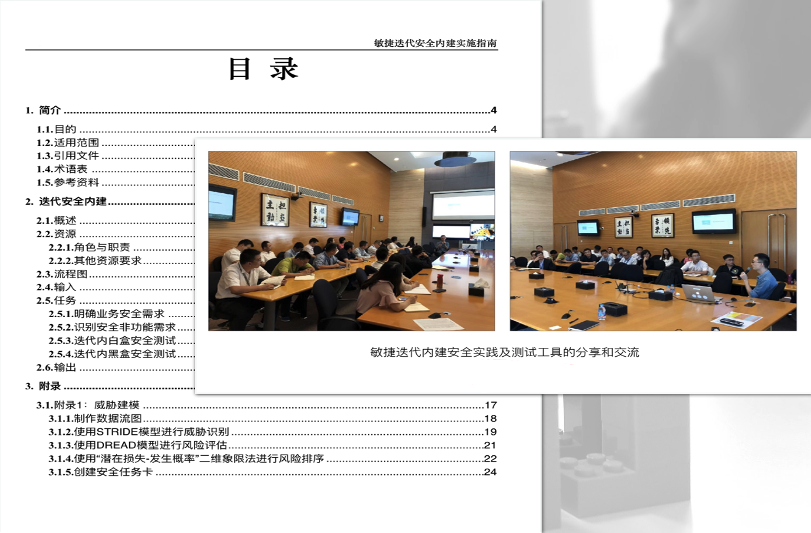 敏捷迭代安全内建实施指南
目 录
1. 简介 4
1.1.目的 4
1.2.适用范围
1.3.引用文件
1.4.术语表
1.5.参考资料
2. 迭代安全内建
2.1.概述
2.2.资源
2.2.1.角色与职责
2.2.2.其他资源要求
2.3.流程图
2.4.输入
2.5.任务
2.5.1.明确业务安全需求
2.5.2.识别安全非功能需求
2.5.3.迭代内白盒安全测试
2.5.4.迭代内黑盒安全测试
2.6.输出
3. 附录
3.1.附录1：威胁建模 17
3.1.1.制作数据流图 18
3.1.2.使用STRIDE模型进行威胁识别 19
3.1.3.使用DREAD模型进行风险评估 21
3.1.4.使用“潜在损失-发生概率”二维象限法进行风险排序 22
3.1.5.创建安全任务卡 24
主 担
动 当
敏捷迭代内建安全实践及测试工具的分享和交流